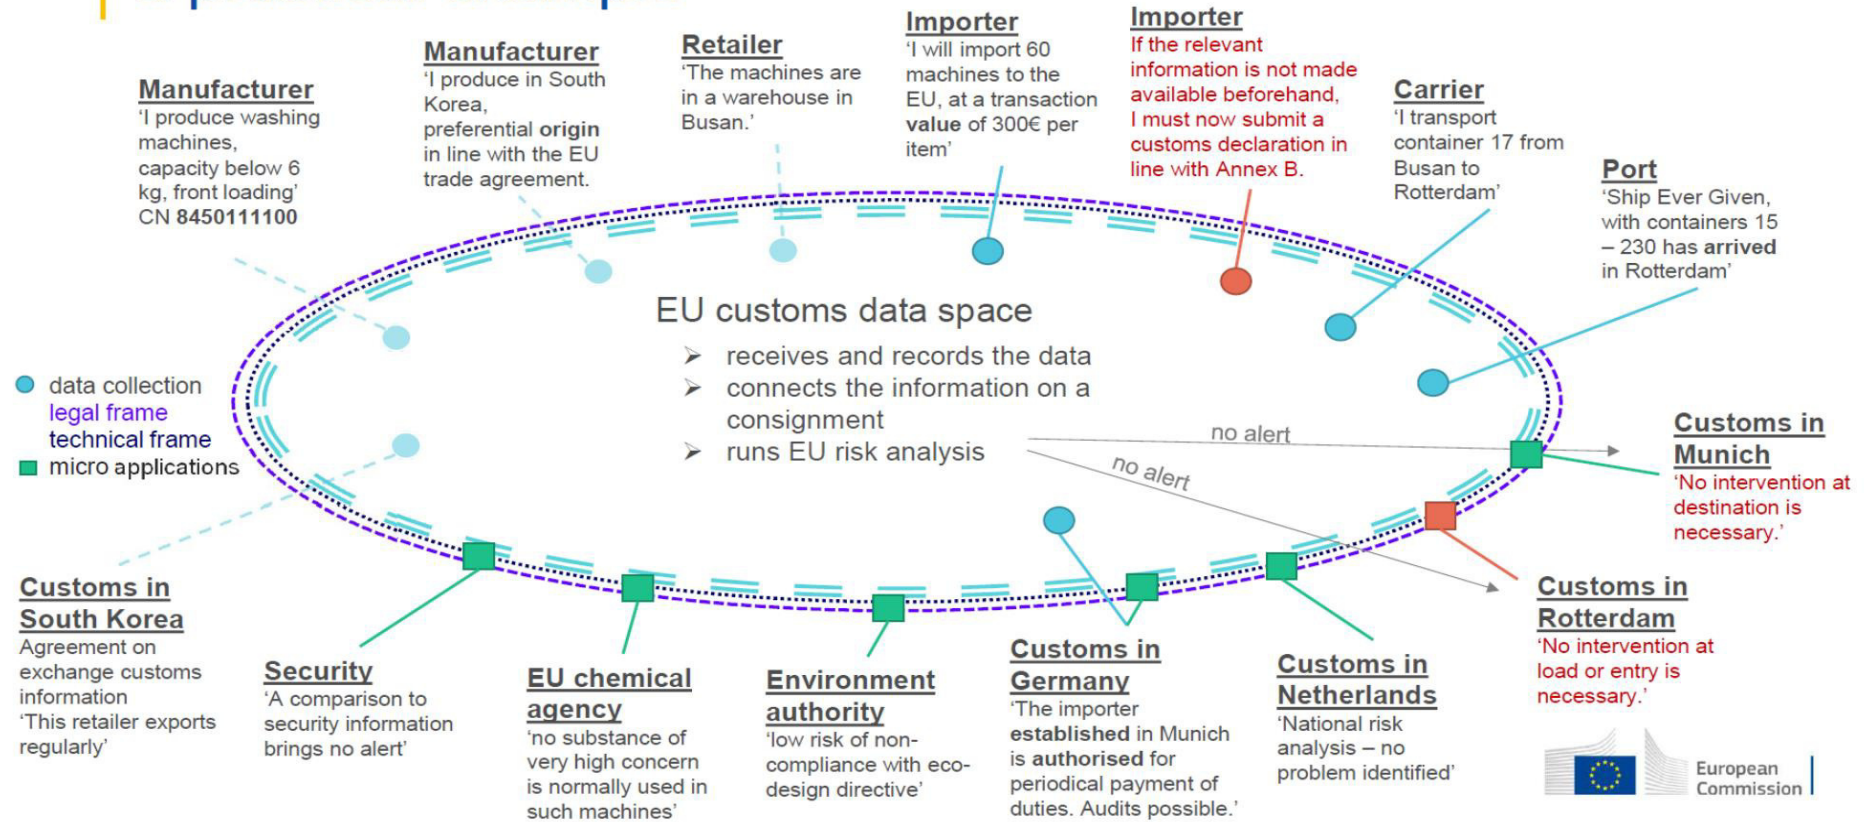 Manufacturer
‘I produce washing
machines,
capacity below 6
kg, front loading’
CN 8450111100
Manufacturer
‘I produce in South
Korea,
preferential origin
in line with the EU
trade agreement.
Retailer
‘The machines are
in a warehouse in
Busan.’
Importer
‘I will import 60
machines to the
EU, at a transaction
value of 300€ per
item’
Importer
If the relevant
information is not made
available beforehand,
I must now submit a
customs declaration in
line with Annex B.
Carrier
‘I transport
container 17 from
Busan to
Rotterdam’
Port
‘Ship Ever Given,
with containers 15
– 230 has arrived
in Rotterdam’
EU customs data space
➢ receives and records the data
➢ connects the information on a
consignment
➢ runs EU risk analysis
data collection
legal frame
technical frame
micro applications
no alert
no alert
Customs in
Munich
‘No intervention at
destination is
necessary.’
Customs in
Rotterdam
‘No intervention at
load or entry is
necessary.’
Customs in
South Korea
Agreement on
exchange customs
information
‘This retailer exports
regularly’
Security
‘A comparison to
security information
brings no alert’
EU chemical
agency
‘no substance of
very high concern
is normally used in
such machines’
Environment
authority
‘low risk of non-
compliance with eco-
design directive’
Customs in
Germany
‘The importer
established in Munich
is authorised for
periodical payment of
duties. Audits possible.’
Customs in
Netherlands
‘National risk
analysis – no
problem identified’
European
Commission